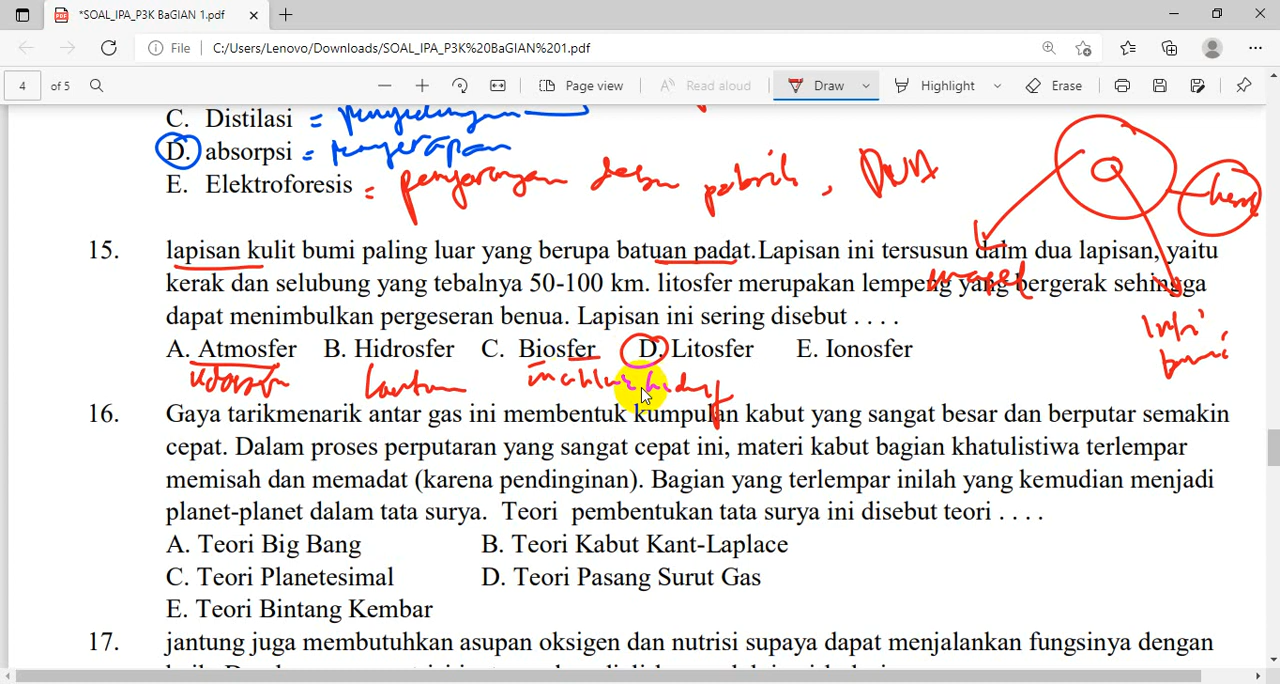 *SOAL_IPA_P3K BaGIAN 1.pdf
File C:/Users/Lenovo/Downloads/SOAL_IPA_P3K%20BaGIAN%201.pdf
4 of 5 Page view Read aloud Draw Highlight Erase
C. Distilasi =
D. absorpsi = penyerapan
E. Elektroforesis = penyaringan debu pabrik, DNA
15. lapisan kulit bumi paling luar yang berupa batuan padat.Lapisan ini tersusun dalm dua lapisan, yaitu
kerak dan selubung yang tebalnya 50-100 km. litosfer merupakan lempeng yang bergerak sehingga
dapat menimbulkan pergeseran benua. Lapisan ini sering disebut . . . .
inti
bumi
A. Atmosfer B. Hidrosfer C. Biosfer D. Litosfer E. Ionosfer
lautan makhluk hidup
16. Gaya tarikmenarik antar gas ini membentuk kumpulan kabut yang sangat besar dan berputar semakin
cepat. Dalam proses perputaran yang sangat cepat ini, materi kabut bagian khatulistiwa terlempar
memisah dan memadat (karena pendinginan). Bagian yang terlempar inilah yang kemudian menjadi
planet-planet dalam tata surya. Teori pembentukan tata surya ini disebut teori . . . .
A. Teori Big Bang B. Teori Kabut Kant-Laplace
C. Teori Planetesimal D. Teori Pasang Surut Gas
E. Teori Bintang Kembar
17. jantung juga membutuhkan asupan oksigen dan nutrisi supaya dapat menjalankan fungsinya dengan